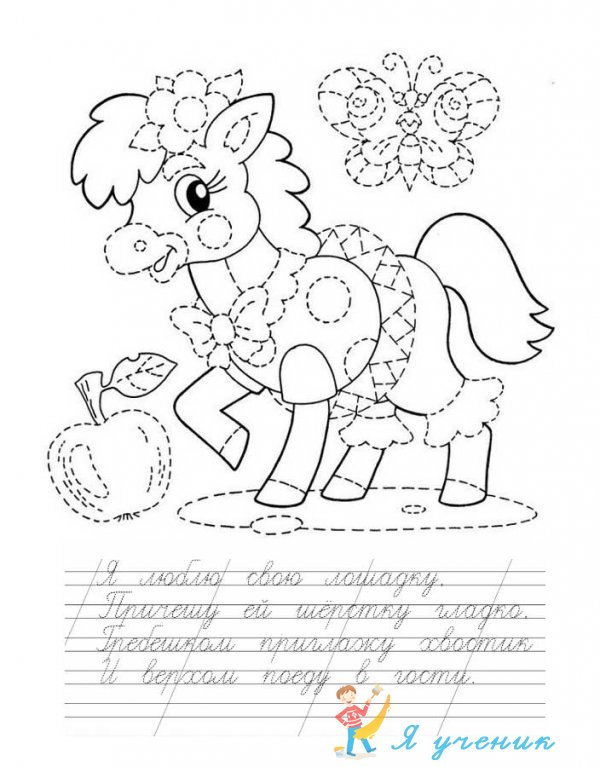 Я люблю свою лошадку.
Причешу ей шёрстку гладко.
Гребешком приглажу хвостик
И верхом поеду в гости.
Я ученик